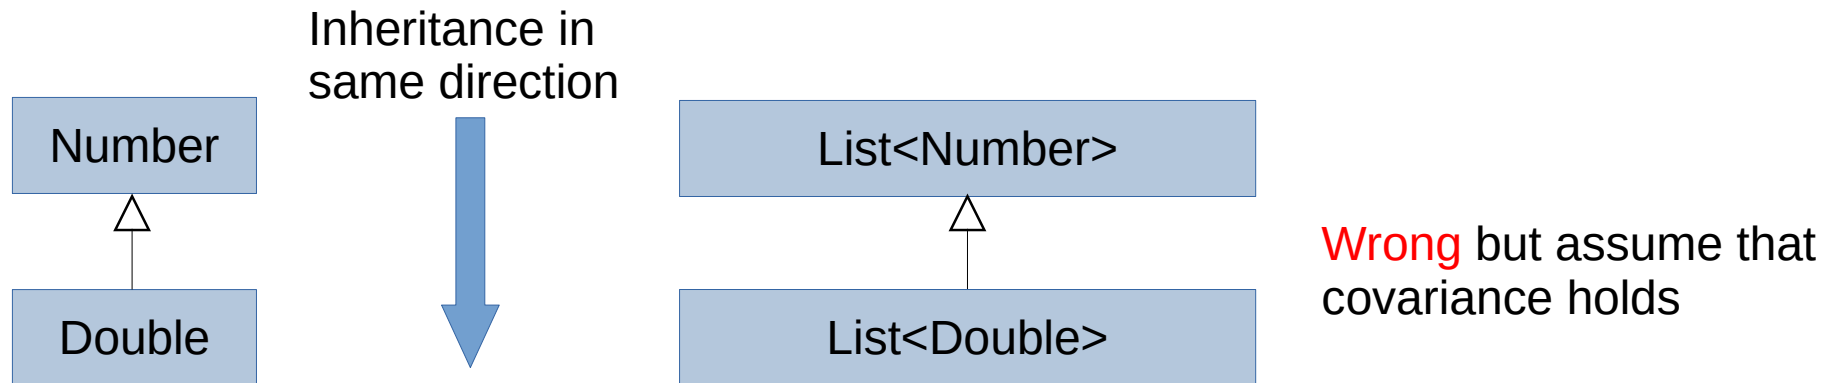 Inheritance in
same direction
Number
List<Number>
Wrong but assume that
covariance holds
Double
List<Double>